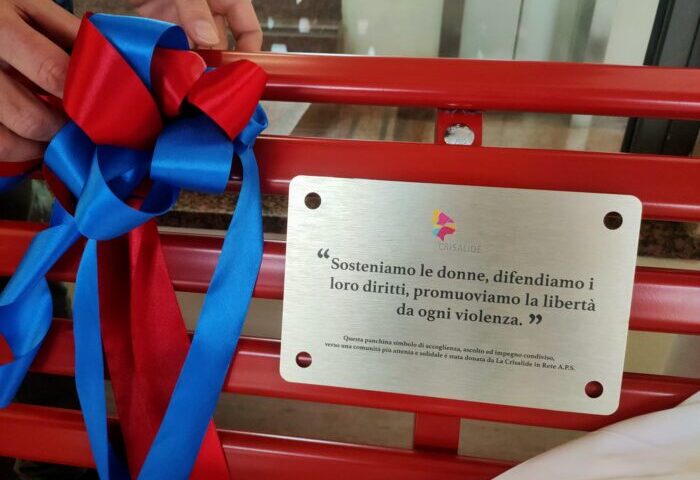 CRISALIDE
“Sosteniamo le donne, difendiamo i
loro diritti, promuoviamo la libertà
da ogni violenza.”
Questa panchina simbolo di accoglienza, ascolto ed impegno condiviso,
verso una comunità più attenta e solidale è stata donata da La Crisalide in Rete A.P.S.